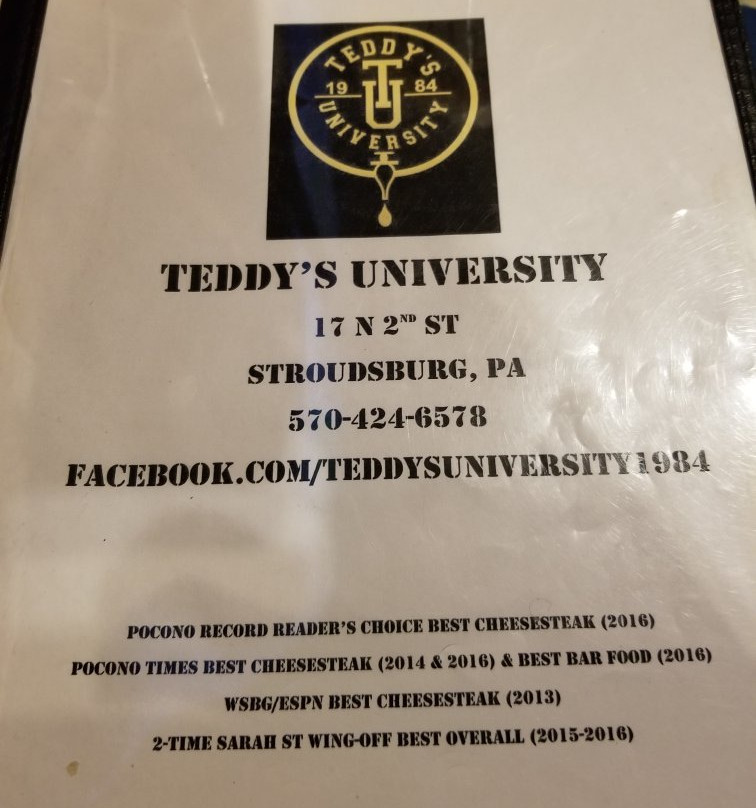 TEDDY'S
TU
19 84
UNIVERSITY
TEDDY'S UNIVERSITY
17 N 2ND ST
STROUDSBURG, PA
570-424-6578
FACEBOOK.COM/TEDDYSUNIVERSITY1984
POCONO RECORD READER'S CHOICE BEST CHEESESTEAK (2016)
POCONO TIMES BEST CHEESESTEAK (2014 & 2016) & BEST BAR FOOD (2016)
WSBG/ESPN BEST CHEESESTEAK (2013)
2-TIME SARAH ST WING-OFF BEST OVERALL (2015-2016)